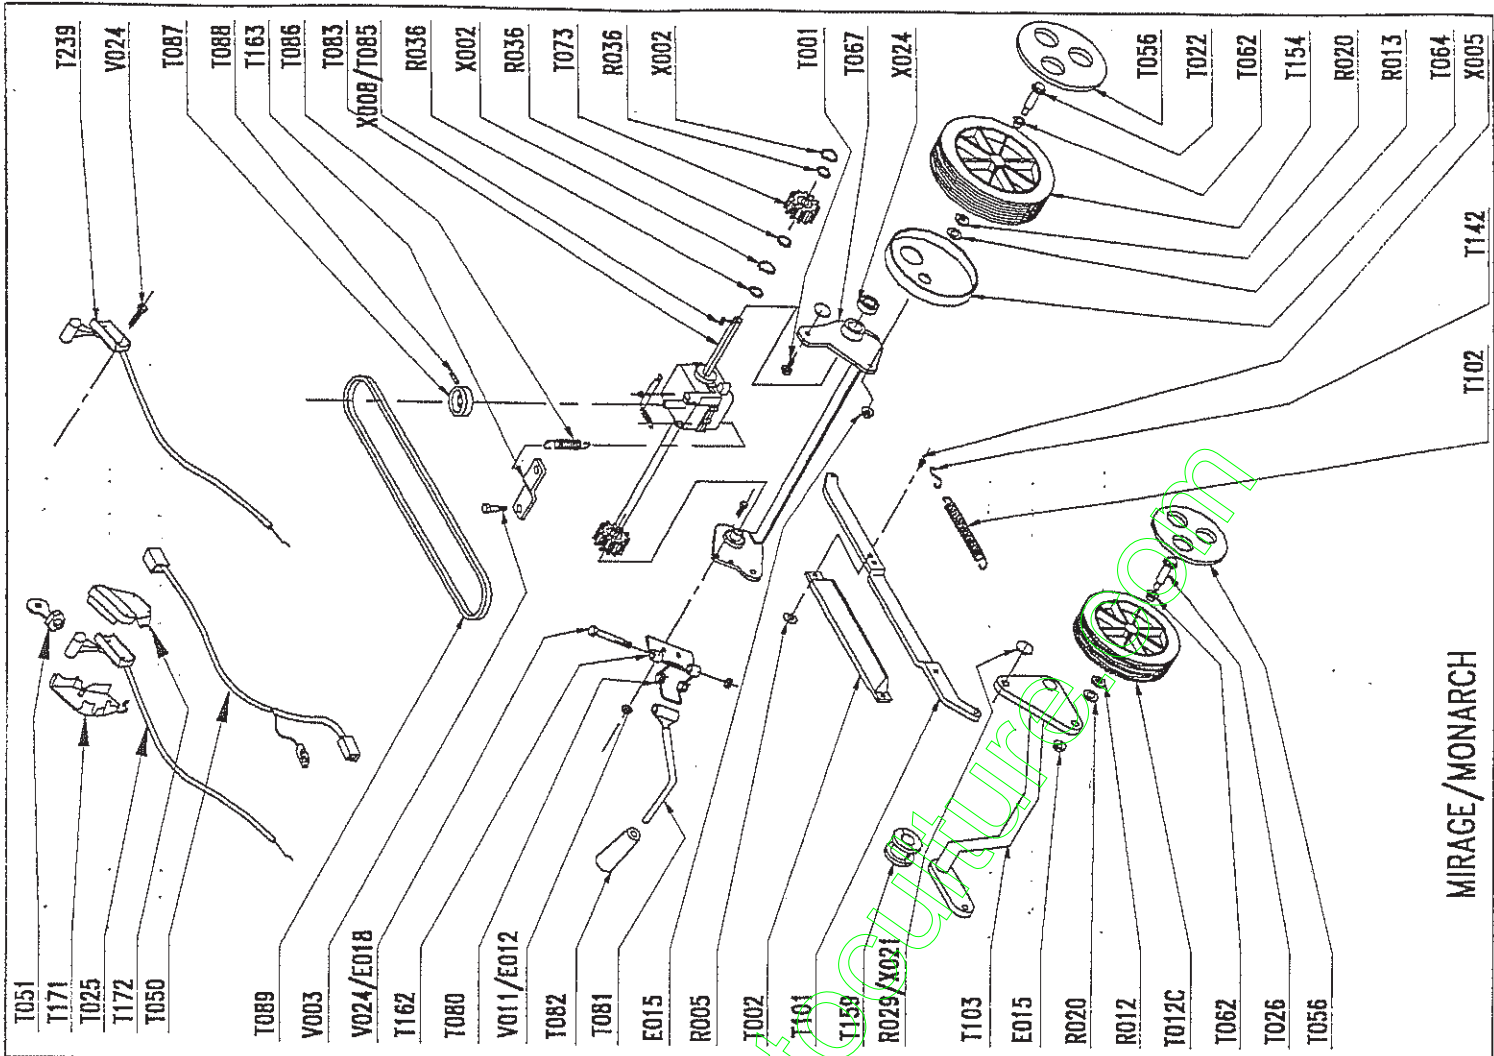 T239
V024
T087
T088
T163
T086
T083
X008/T085
R036
X002
R036
T073
R036
X002
T001
T067
X024
T056
T022
T062
T154
R020
R013
T064
X005
T142
T102
T051
T171
T025
T172
T050
T089
V003
V024/E018
T162
T080
V011/E012
T082
T081
E015
R005
T002
T101
T159
R029/X021
T103
E015
R020
R012
T012C
T062
T026
T056
MIRAGE/MONARCH